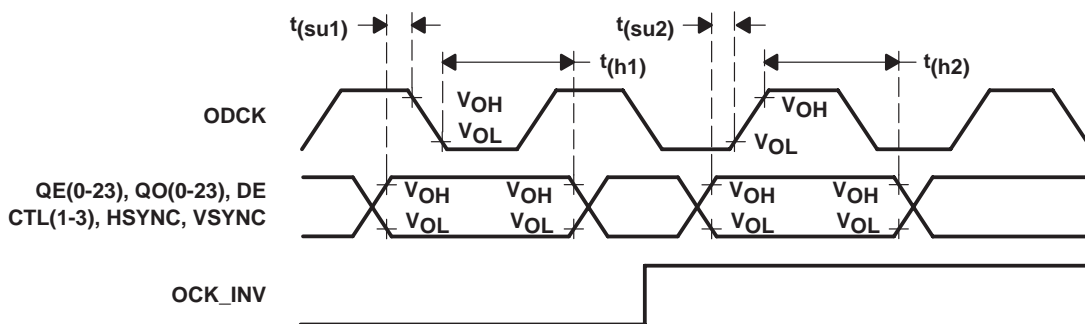 t(su1)
t(su2)
t(h1)
t(h2)
ODCK
VOH
VOL
VOH
VOL
QE(0-23), QO(0-23), DE
CTL(1-3), HSYNC, VSYNC
VOH
VOH
VOH
VOH
VOL
VOL
VOL
VOL
OCK_INV